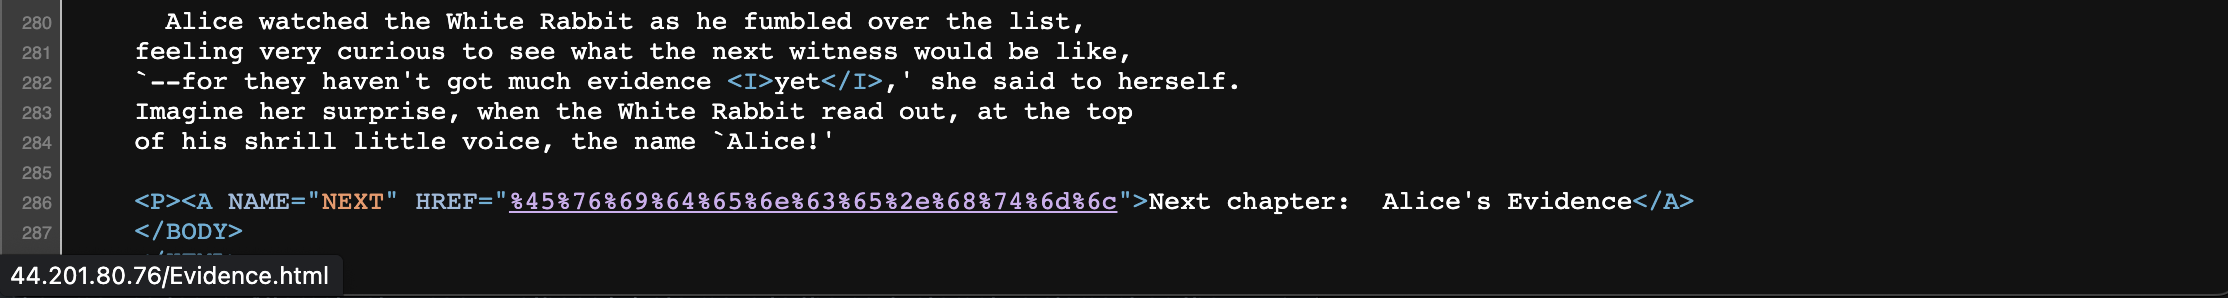 280 Alice watched the White Rabbit as he fumbled over the list,
281 feeling very curious to see what the next witness would be like,
282 `--for they haven't got much evidence <I>yet</I>,' she said to herself.
283 Imagine her surprise, when the White Rabbit read out, at the top
284 of his shrill little voice, the name `Alice!'
285
286 <P><A NAME="NEXT" HREF="%45%76%69%64%65%6e%63%65%2e%68%74%6d%6c">Next chapter:  Alice's Evidence</A>
287 </BODY>
44.201.80.76/Evidence.html